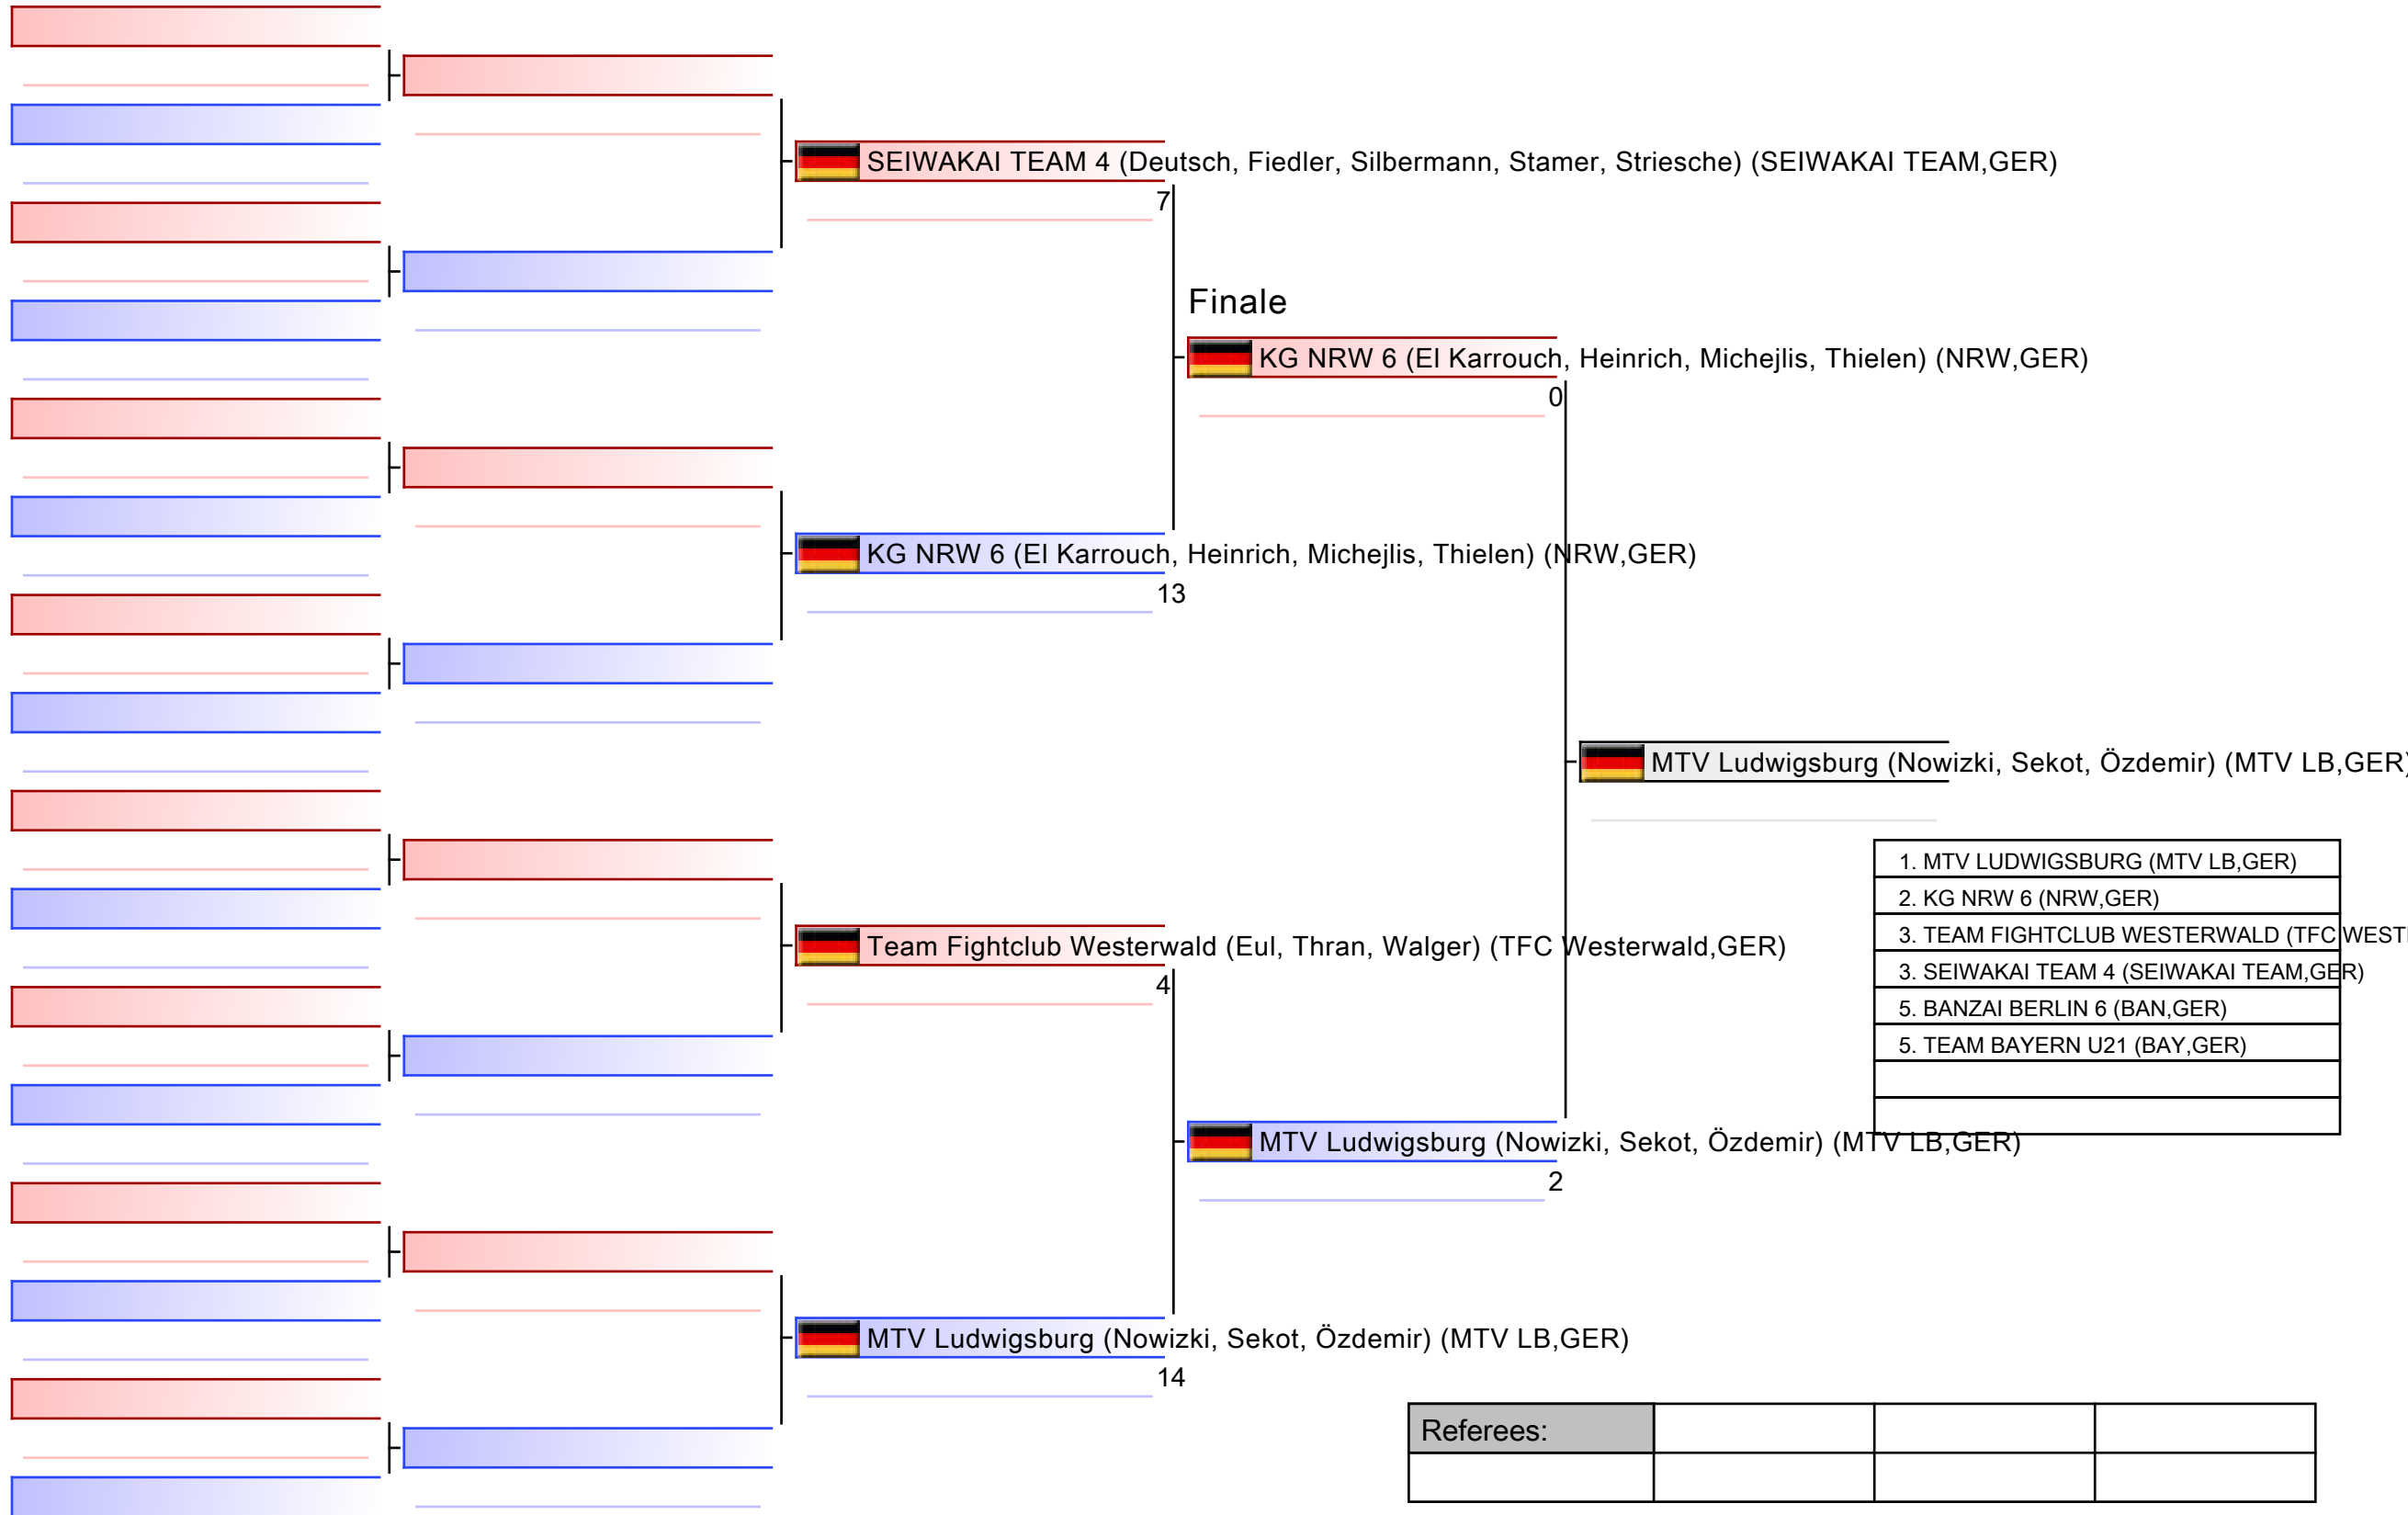 SEIWAKAI TEAM 4 (Deutsch, Fiedler, Silbermann, Stamer, Striesche) (SEIWAKAI TEAM,GER)
7
Finale
KG NRW 6 (El Karrouch, Heinrich, Michejlis, Thielen) (NRW,GER)
0
KG NRW 6 (El Karrouch, Heinrich, Michejlis, Thielen) (NRW,GER)
13
MTV Ludwigsburg (Nowizki, Sekot, Özdemir) (MTV LB,GER)
1. MTV LUDWIGSBURG (MTV LB,GER)
2. KG NRW 6 (NRW,GER)
3. TEAM FIGHTCLUB WESTERWALD (TFC WEST
3. SEIWAKAI TEAM 4 (SEIWAKAI TEAM,GER)
5. BANZAI BERLIN 6 (BAN,GER)
5. TEAM BAYERN U21 (BAY,GER)
Team Fightclub Westerwald (Eul, Thran, Walger) (TFC Westerwald,GER)
4
MTV Ludwigsburg (Nowizki, Sekot, Özdemir) (MTV LB,GER)
2
MTV Ludwigsburg (Nowizki, Sekot, Özdemir) (MTV LB,GER)
14
Referees: